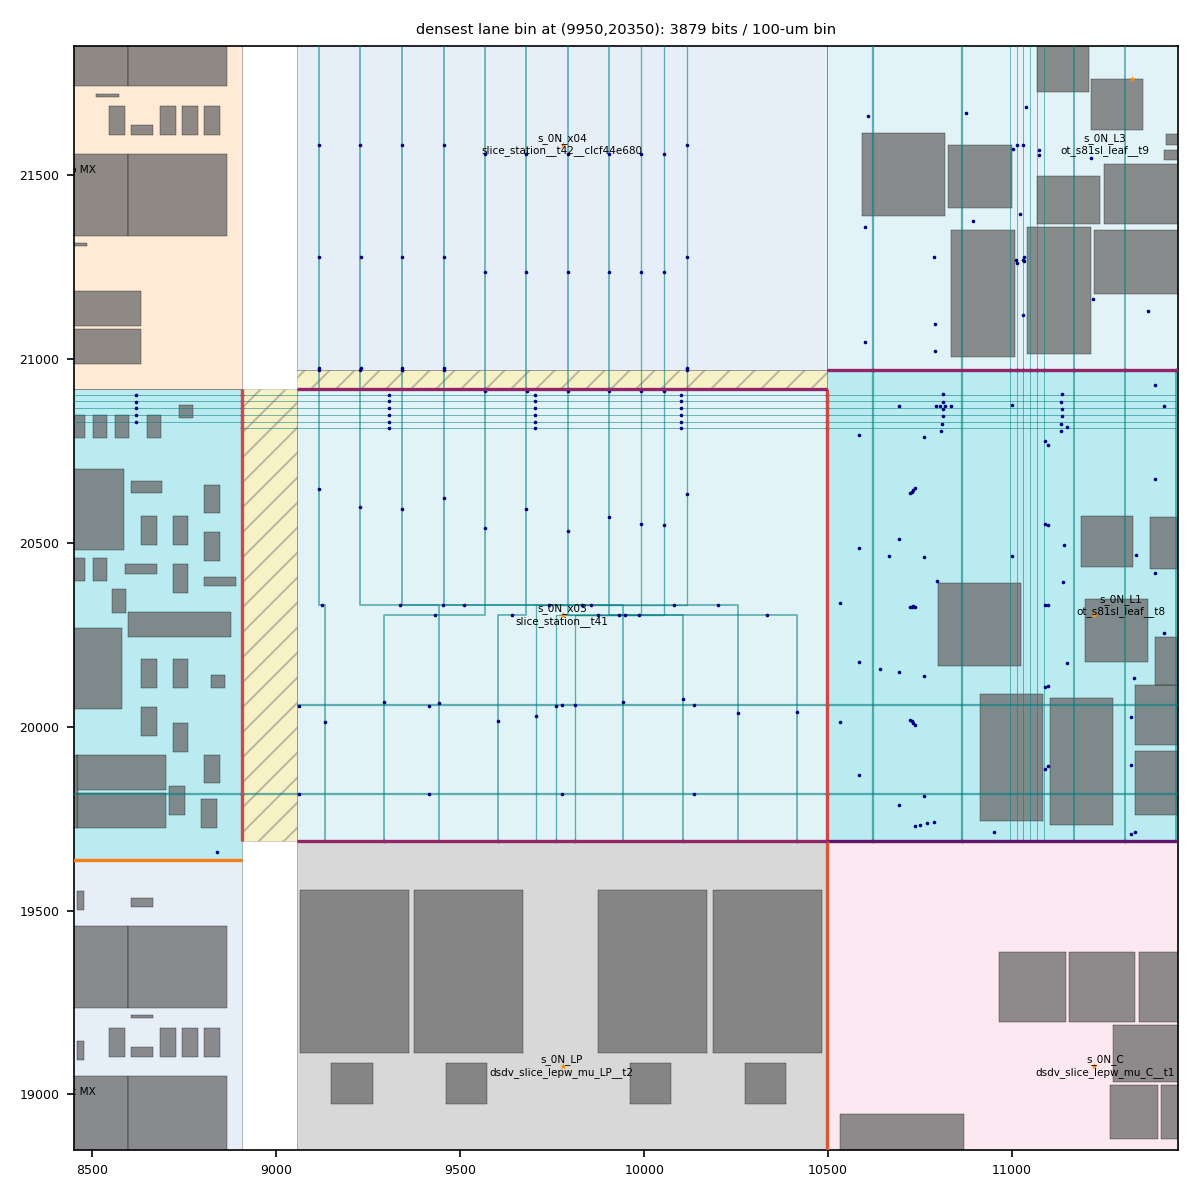 densest lane bin at (9950,20350): 3879 bits / 100-um bin
s_0N_x04
slice_station__t42__clcf44e680
s_0N_L3
ot_s81sl_leaf__t9
MX
21500
21000
20500
s_0N_x03
slice_station__t41
s_0N_L1
ot_s81sl_leaf__t8
20000
19500
s_0N_LP
dsdv_slice_lepw_mu_LP__t2
s_0N_C
dsdv_slice_lepw_mu_C__t1
MX
19000
8500 9000 9500 10000 10500 11000